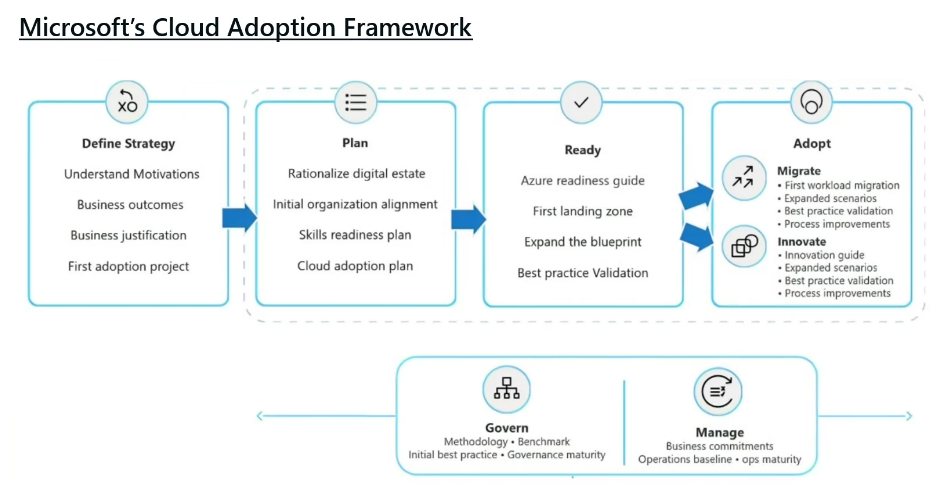 Microsoft's Cloud Adoption Framework
XO
Define Strategy
Understand Motivations
Business outcomes
Business justification
First adoption project
Plan
Rationalize digital estate
Initial organization alignment
Skills readiness plan
Cloud adoption plan
Ready
Azure readiness guide
First landing zone
Expand the blueprint
Best practice Validation
Adopt
Migrate
• First workload migration
• Expanded scenarios
• Best practice validation
• Process improvements
Innovate
• Innovation guide
• Expanded scenarios
• Best practice validation
• Process improvements
Govern
Methodology • Benchmark
Initial best practice • Governance maturity
Manage
Business commitments
Operations baseline • ops maturity